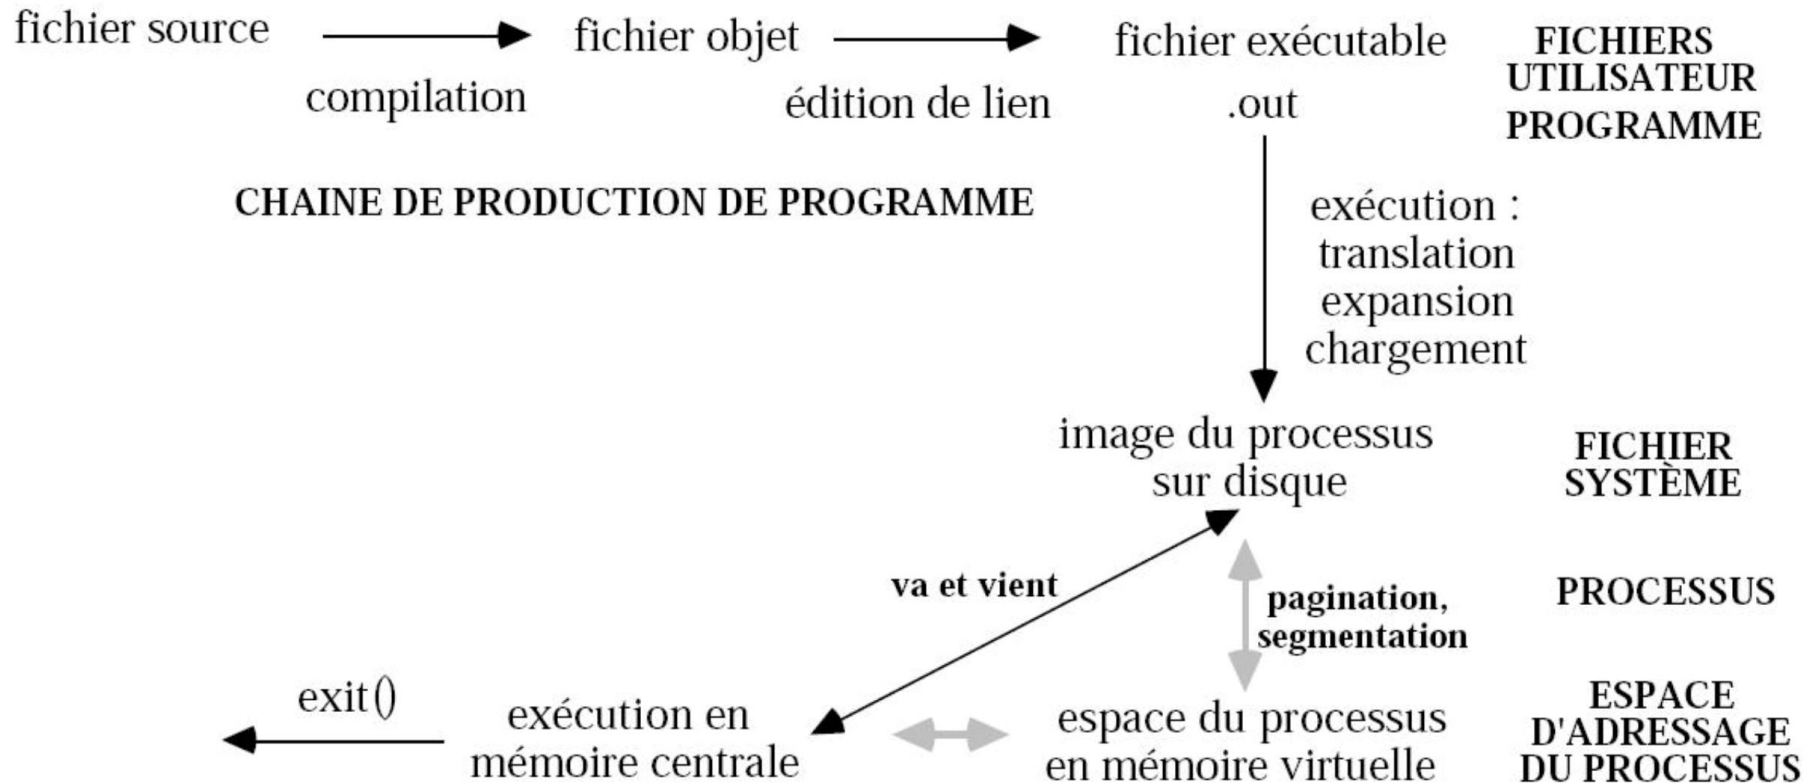 fichier source
fichier objet
fichier exécutable
FICHIERS
UTILISATEUR
compilation
édition de lien
.out
PROGRAMME
CHAINE DE PRODUCTION DE PROGRAMME
exécution :
translation
expansion
chargement
image du processus
sur disque
FICHIER
SYSTÈME
va et vient
pagination,
segmentation
PROCESSUS
exit()
exécution en
mémoire centrale
espace du processus
en mémoire virtuelle
ESPACE
D'ADRESSAGE
DU PROCESSUS